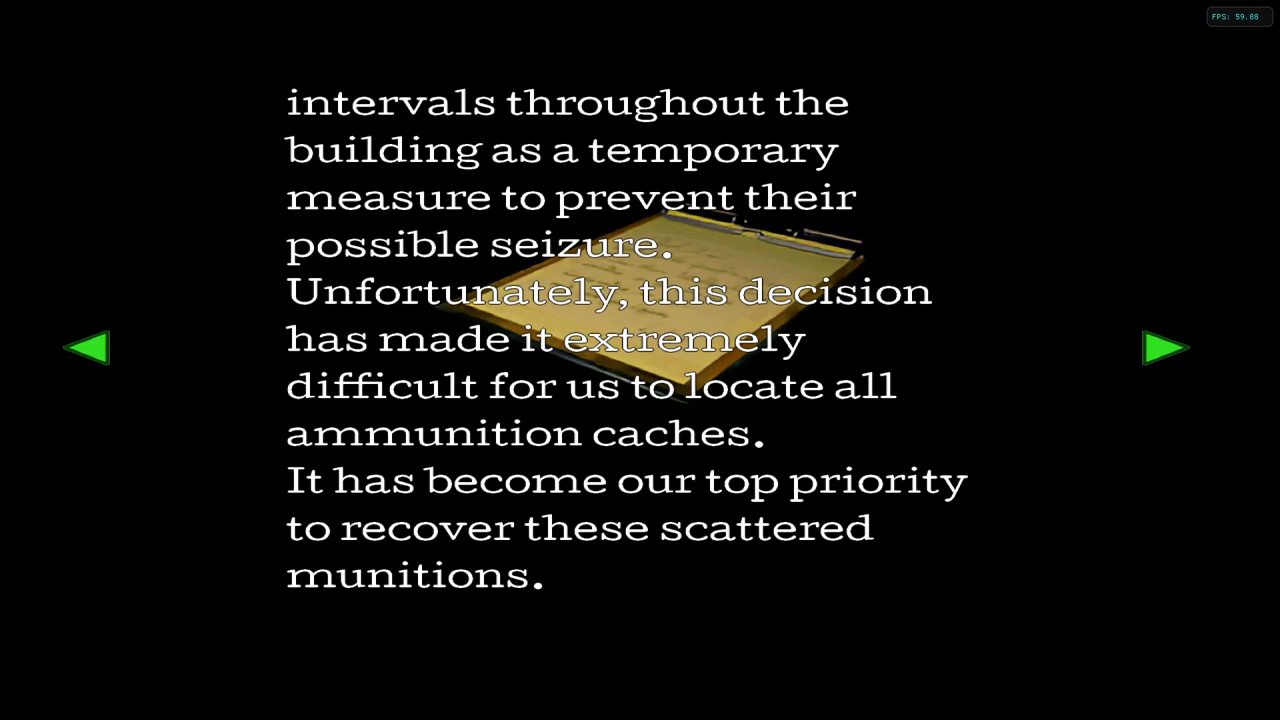 FPS: 59.88
intervals throughout the
building as a temporary
measure to prevent their
possible seizure.
Unfortunately, this decision
has made it extremely
difficult for us to locate all
ammunition caches.
It has become our top priority
to recover these scattered
munitions.